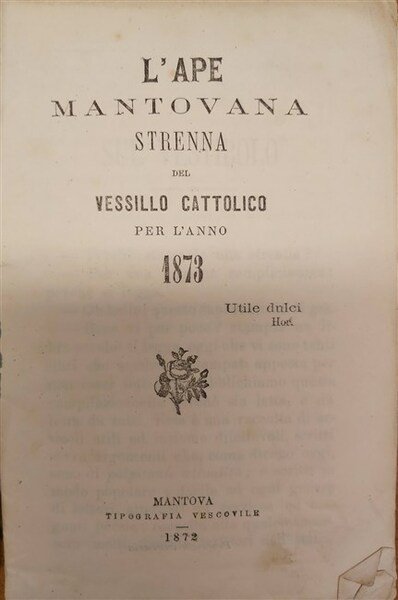 L'APE
MANTOVANA
STRENNA
DEL
VESSILLO CATTOLICO
PER L'ANNO
1873
Utile dulci
Hor.
MANTOVA
TIPOGRAFIA VESCOVILE
1872